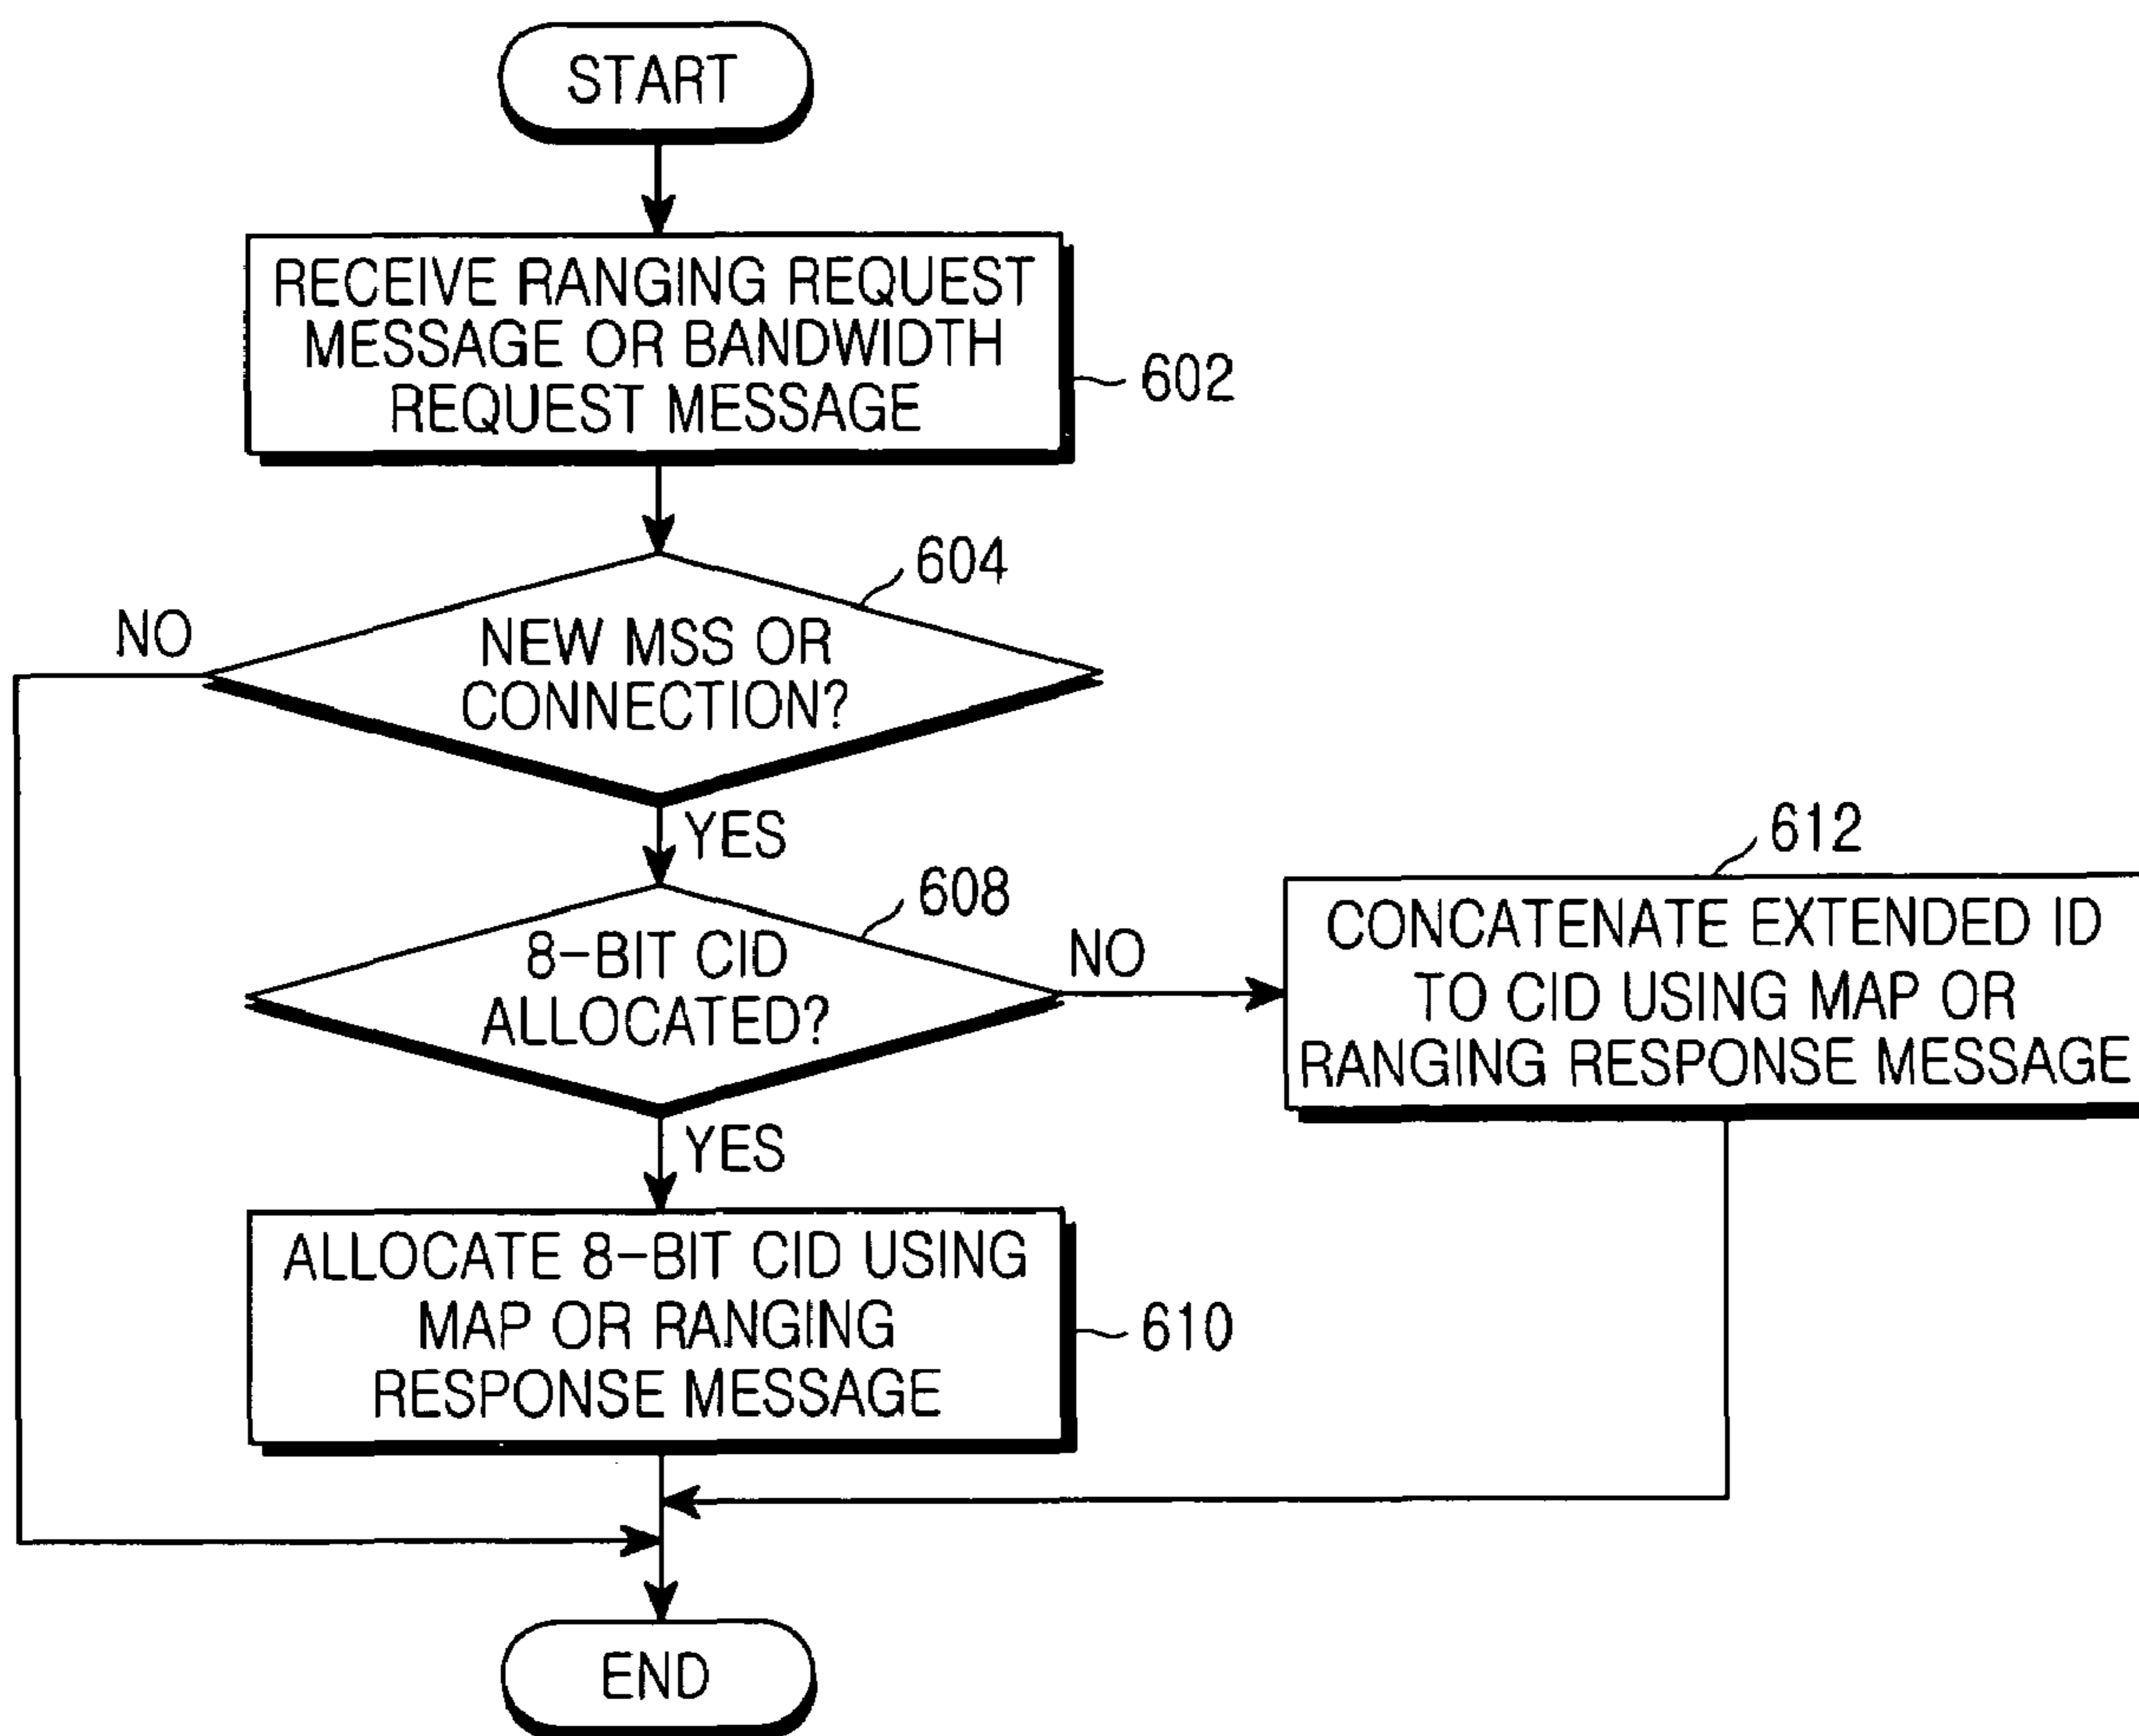 START
RECEIVE RANGING REQUEST
MESSAGE OR BANDWIDTH
REQUEST MESSAGE
602
604
NO
NEW MSS OR
CONNECTION?
YES
608
8-BIT CID
ALLOCATED?
NO
612
CONCATENATE EXTENDED ID
TO CID USING MAP OR
RANGING RESPONSE MESSAGE
YES
ALLOCATE 8-BIT CID USING
MAP OR RANGING
RESPONSE MESSAGE
610
END